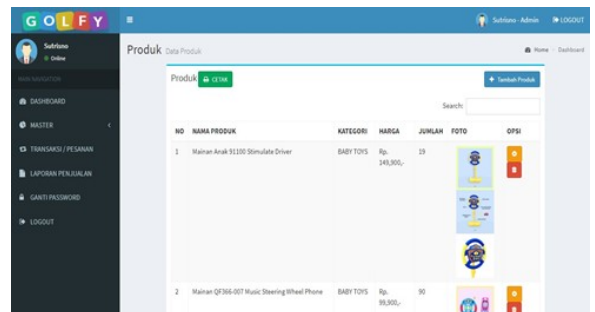 GOLFY
Sutrisno - Admin LOGOUT
Sutrisno
Online
Produk Data Produk
Home > Dashboard
MAIN NAVIGATION
Produk CETAK
Tambah Produk
DASHBOARD
Search:
MASTER
NO NAMA PRODUK KATEGORI HARGA JUMLAH FOTO OPSI
TRANSAKSI / PESANAN
1 Mainan Anak 91100 Stimulate Driver BABY TOYS Rp. 149,900,- 19
LAPORAN PENJUALAN
GANTI PASSWORD
LOGOUT
2 Mainan QF366-007 Music Steering Wheel Phone BABY TOYS Rp. 99,900,- 90